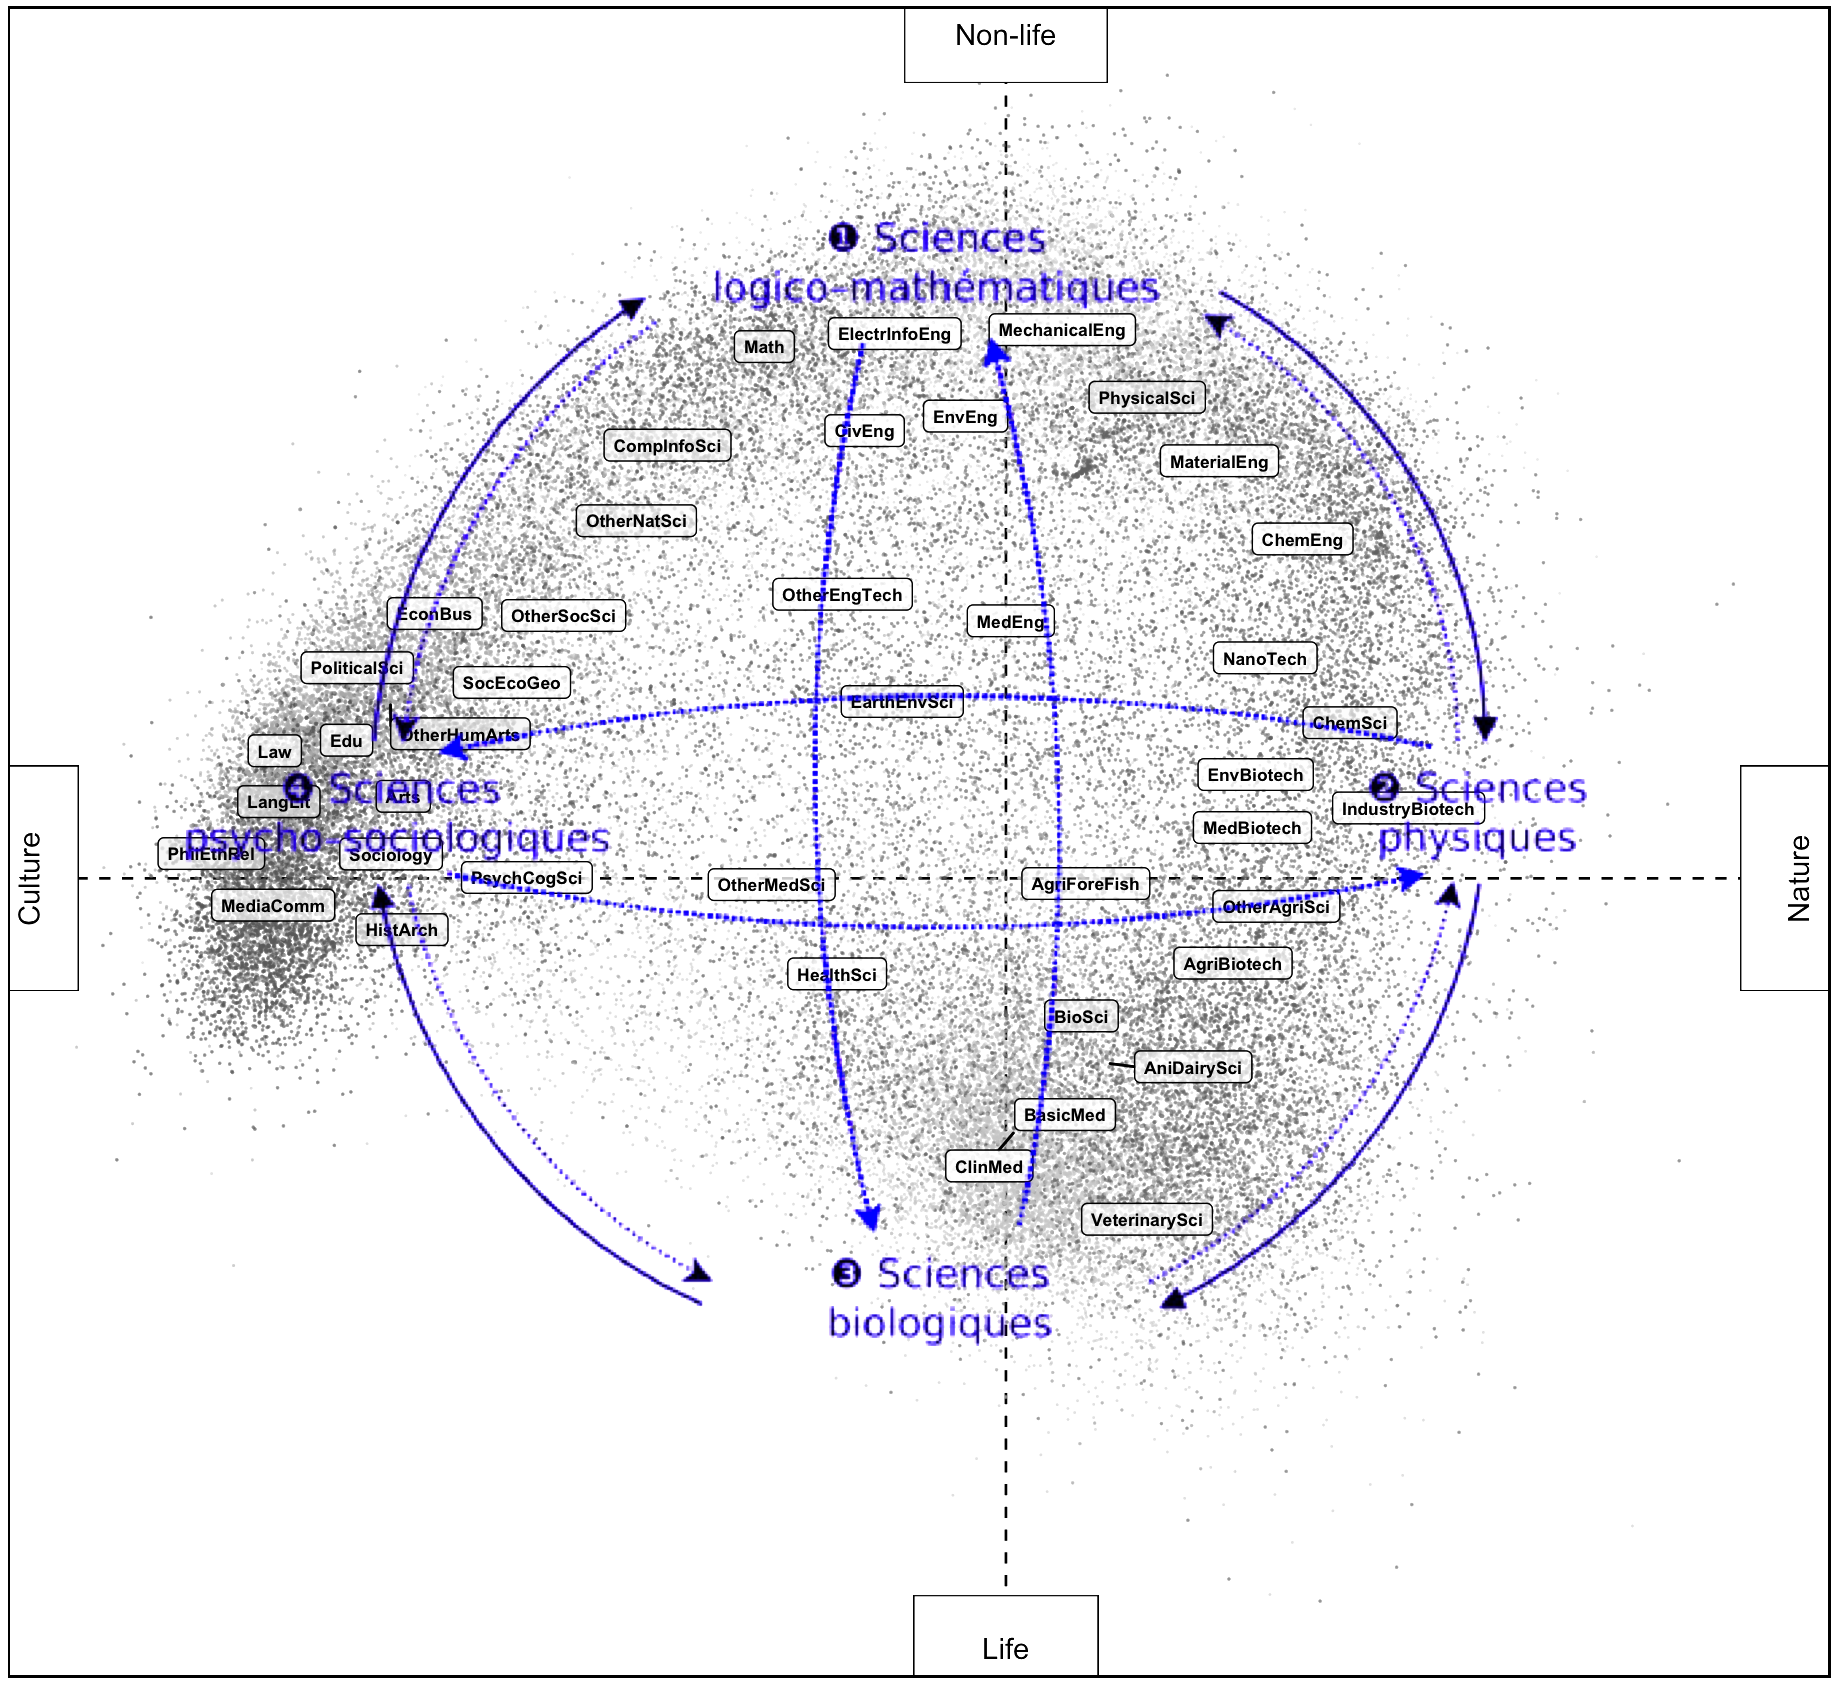 Non-life
❶ Sciences
logico-mathématiques
Math
ElectrInfoEng
MechanicalEng
PhysicalSci
EnvEng
CivEng
CompInfoSci
MaterialEng
OtherNatSci
ChemEng
OtherEngTech
EconBus
OtherSocSci
MedEng
NanoTech
PoliticalSci
SocEcoGeo
EarthEnvSci
ChemSci
Law
Edu
OtherHumArts
EnvBiotech
❹ Sciences
psycho-sociologiques
❷ Sciences
physiques
LangLit
Arts
IndustryBiotech
MedBiotech
PhilEthRel
Sociology
Culture
Nature
PsychCogSci
OtherMedSci
AgriForeFish
OtherAgriSci
MediaComm
HistArch
AgriBiotech
HealthSci
BioSci
AniDairySci
BasicMed
ClinMed
VeterinarySci
❸ Sciences
biologiques
Life